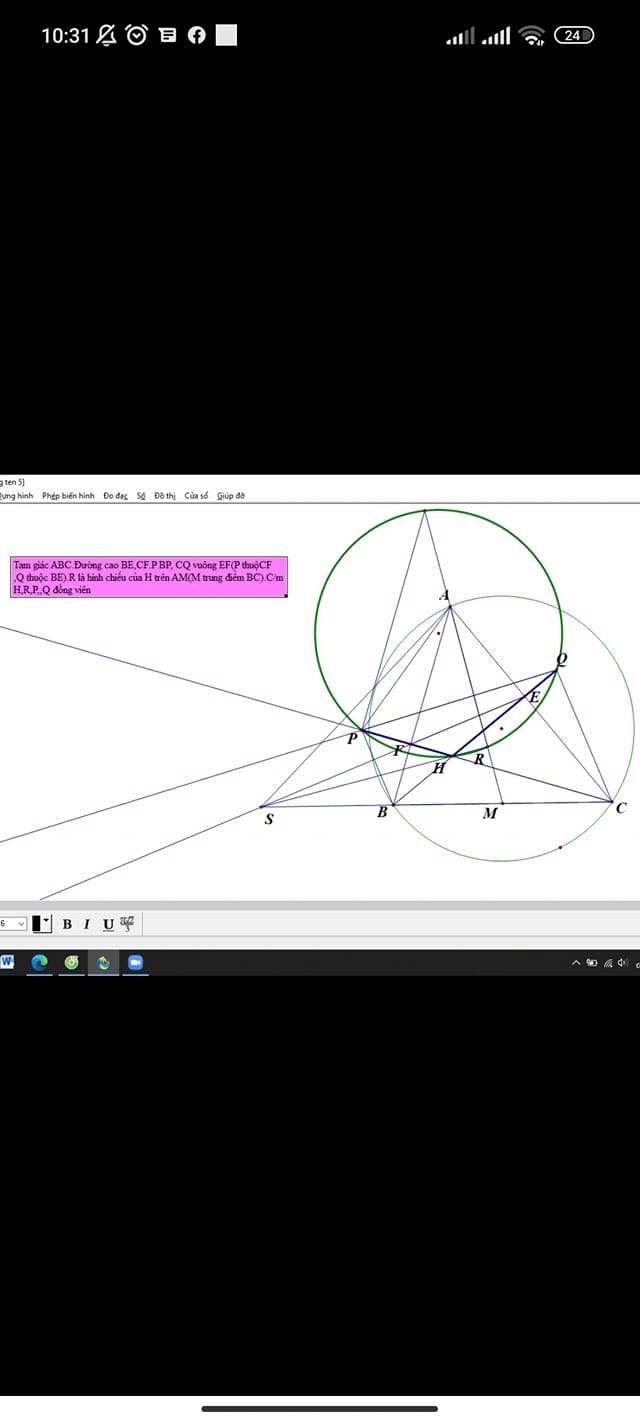 10:31
24
g ten 5]
ựng hình Phép biến hình Đo đạc Số Đồ thị Cửa sổ Giúp đỡ
Tam giác ABC.Đường cao BE,CF.P BP, CQ vuông EF(P thuộcCF
,Q thuộc BE).R là hình chiếu của H trên AM(M trung điểm BC).C/m
H,R,P,,Q đồng viên
A
Q
E
P
F
H
R
S
B
M
C
6
B I U